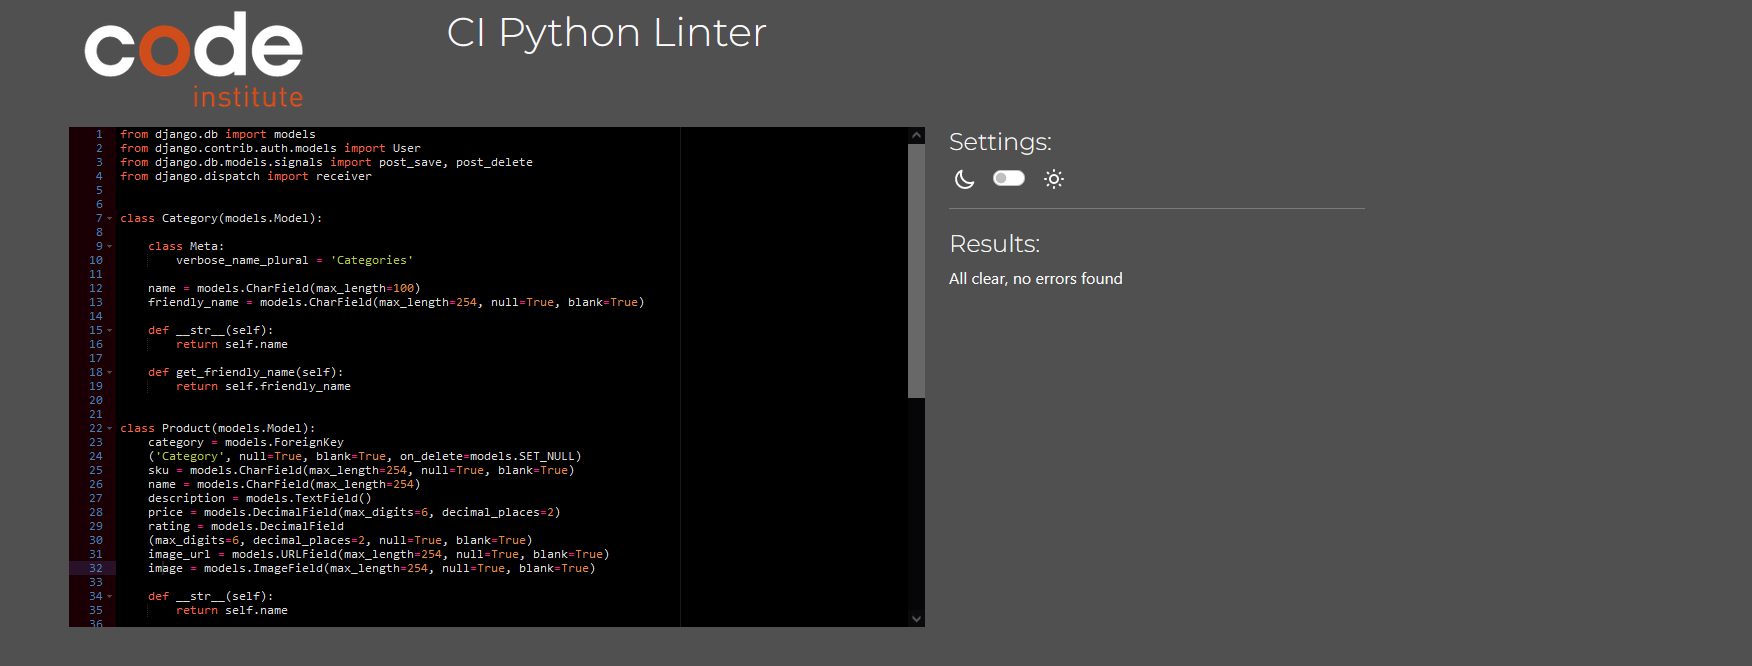 code
institute
CI Python Linter
1 from django.db import models
2 from django.contrib.auth.models import User
3 from django.db.models.signals import post_save, post_delete
4 from django.dispatch import receiver
5
6
7 class Category(models.Model):
8
9     class Meta:
10         verbose_name_plural = 'Categories'
11
12     name = models.CharField(max_length=100)
13     friendly_name = models.CharField(max_length=254, null=True, blank=True)
14
15     def __str__(self):
16         return self.name
17
18     def get_friendly_name(self):
19         return self.friendly_name
20
21
22 class Product(models.Model):
23     category = models.ForeignKey
24     ('Category', null=True, blank=True, on_delete=models.SET_NULL)
25     sku = models.CharField(max_length=254, null=True, blank=True)
26     name = models.CharField(max_length=254)
27     description = models.TextField()
28     price = models.DecimalField(max_digits=6, decimal_places=2)
29     rating = models.DecimalField
30     (max_digits=6, decimal_places=2, null=True, blank=True)
31     image_url = models.URLField(max_length=254, null=True, blank=True)
32     image = models.ImageField(max_length=254, null=True, blank=True)
33
34     def __str__(self):
35         return self.name
36
Settings:
Results:
All clear, no errors found